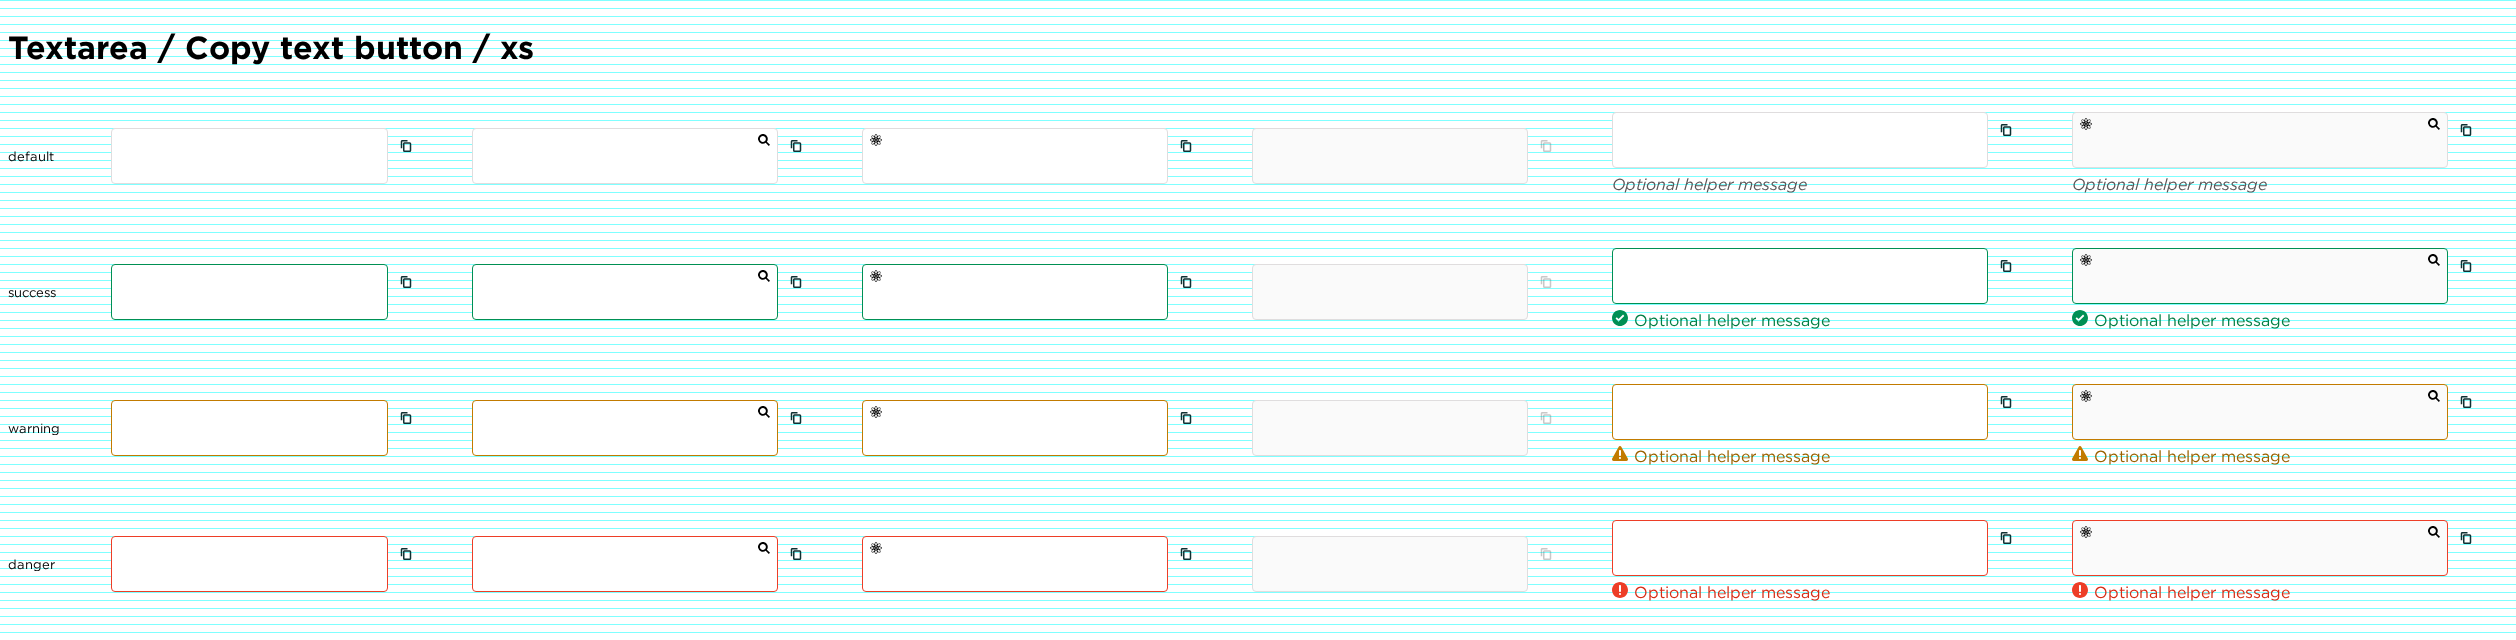 Textarea / Copy text button / xs
default
Optional helper message
Optional helper message
success
Optional helper message
Optional helper message
warning
Optional helper message
Optional helper message
danger
Optional helper message
Optional helper message